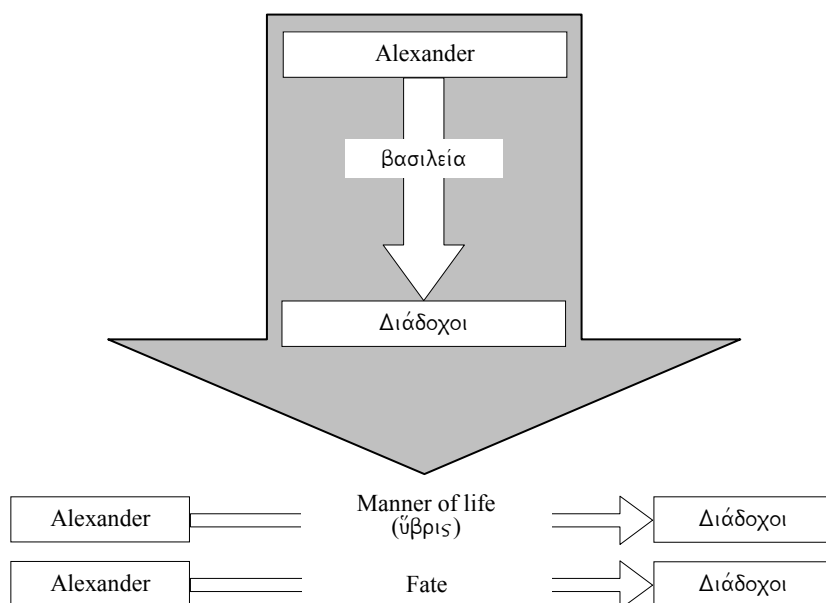 Alexander
βασιλεία
Διάδοχοι
Alexander
Manner of life
(ὕβρις)
Διάδοχοι
Alexander
Fate
Διάδοχοι